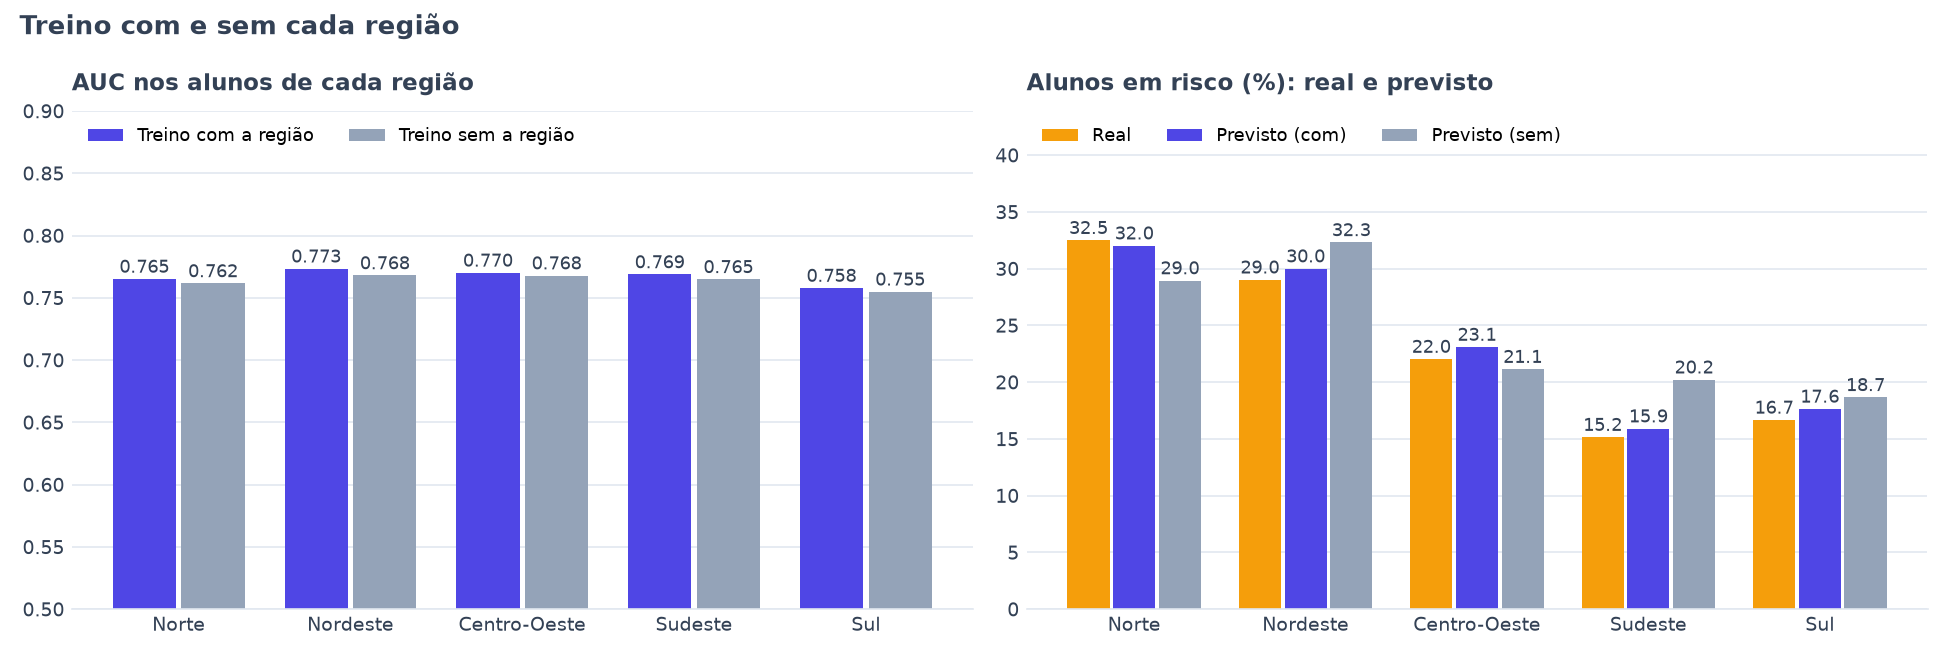 Treino com e sem cada região
AUC nos alunos de cada região
0.90
Treino com a região
Treino sem a região
0.85
0.80
0.75
0.70
0.65
0.60
0.55
0.50
0.765
0.762
0.773
0.768
0.770
0.768
0.769
0.765
0.758
0.755
Norte
Nordeste
Centro-Oeste
Sudeste
Sul
Alunos em risco (%): real e previsto
Real
Previsto (com)
Previsto (sem)
40
35
30
25
20
15
10
5
0
32.5
32.0
29.0
29.0
30.0
32.3
22.0
23.1
21.1
15.2
15.9
20.2
16.7
17.6
18.7
Norte
Nordeste
Centro-Oeste
Sudeste
Sul